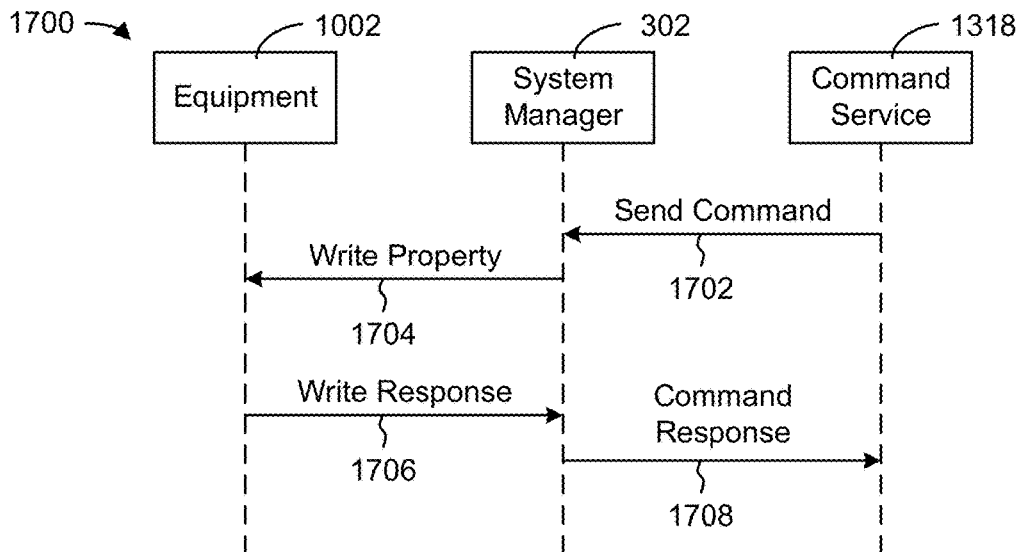 1700
1002
302
1318
Equipment
System
Manager
Command
Service
Send Command
1702
Write Property
1704
Write Response
1706
Command
Response
1708